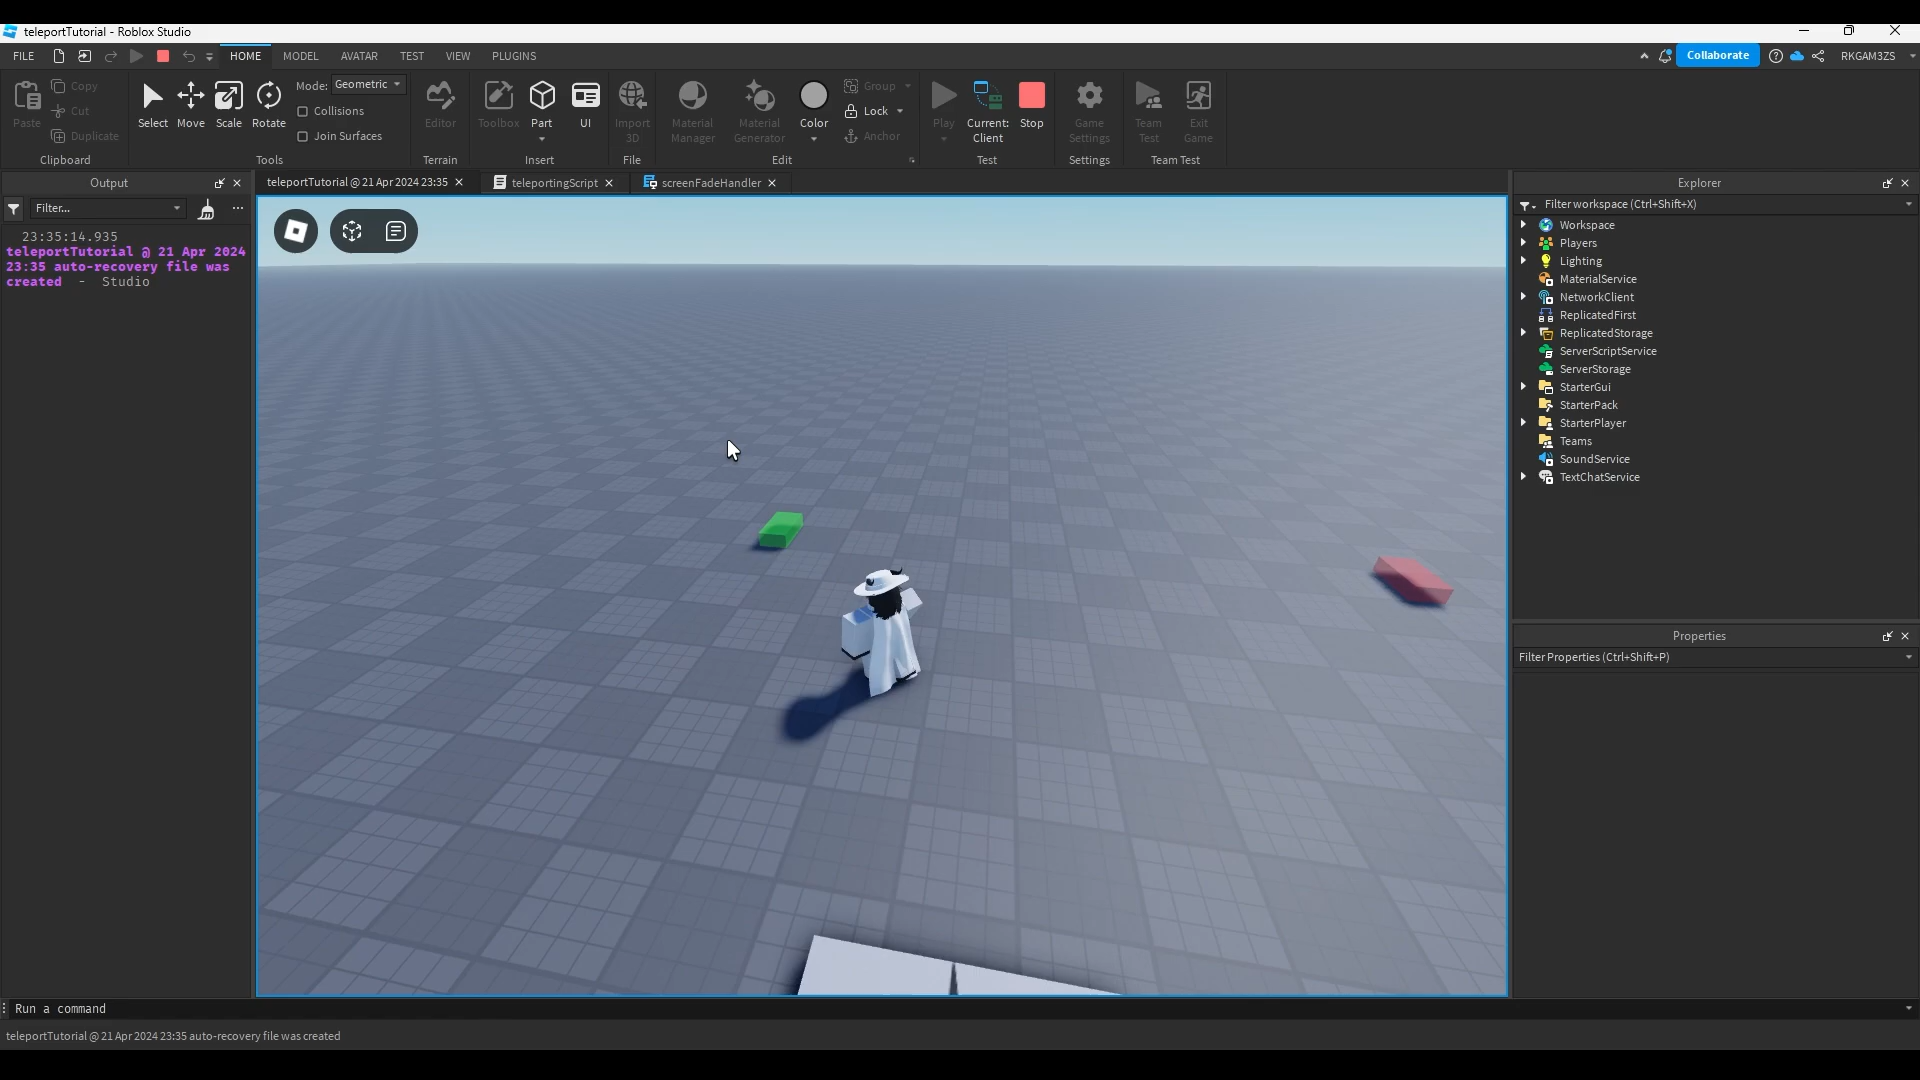 teleportTutorial - Roblox Studio
FILE
HOME
MODEL
AVATAR
TEST
VIEW
PLUGINS
Collaborate
RKGAM3ZS
Paste
Copy
Cut
Duplicate
Clipboard
Select
Move
Scale
Rotate
Mode: Geometric
Collisions
Join Surfaces
Tools
Editor
Terrain
Toolbox
Part
UI
Insert
Import
3D
File
Material
Manager
Material
Generator
Color
Group
Lock
Anchor
Edit
Play
Current:
Client
Stop
Test
Game
Settings
Settings
Team
Test
Exit
Game
Team Test
Output
teleportTutorial @ 21 Apr 2024 23:35
teleportingScript
screenFadeHandler
Filter...
23:35:14.935
teleportTutorial @ 21 Apr 2024
23:35 auto-recovery file was
created - Studio
Explorer
Filter workspace (Ctrl+Shift+X)
Workspace
Players
Lighting
MaterialService
NetworkClient
ReplicatedFirst
ReplicatedStorage
ServerScriptService
ServerStorage
StarterGui
StarterPack
StarterPlayer
Teams
SoundService
TextChatService
Properties
Filter Properties (Ctrl+Shift+P)
Run a command
teleportTutorial @ 21 Apr 2024 23:35 auto-recovery file was created